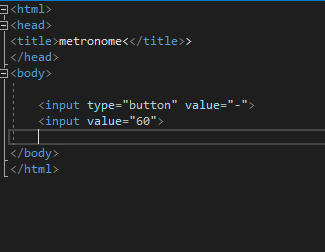 <html>
<head>
<title>metronome<</title>>
</head>
<body>
<input type="button" value="-">
<input value="60">
</body>
</html>